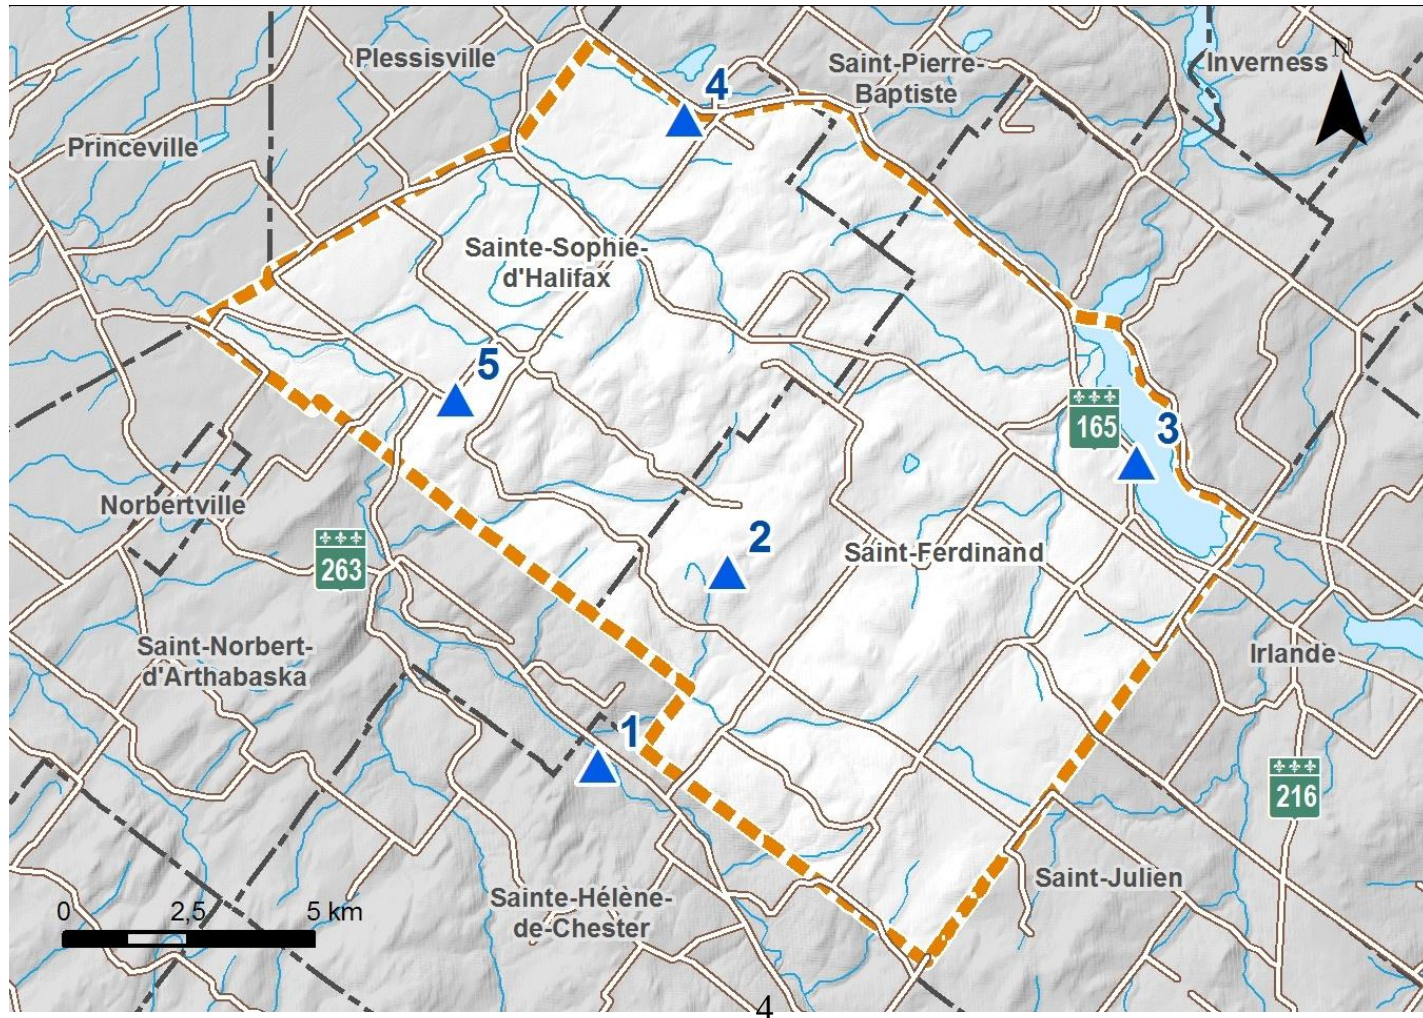 N
Plessisville
Saint-Pierre-
Baptiste
Inverness
4
Princeville
Sainte-Sophie-
d'Halifax
5
165
3
Norbertville
2
Saint-Ferdinand
263
Saint-Norbert-
d'Arthabaska
Irlande
1
216
Saint-Julien
Sainte-Hélène-
de-Chester
0 2,5 5 km
4